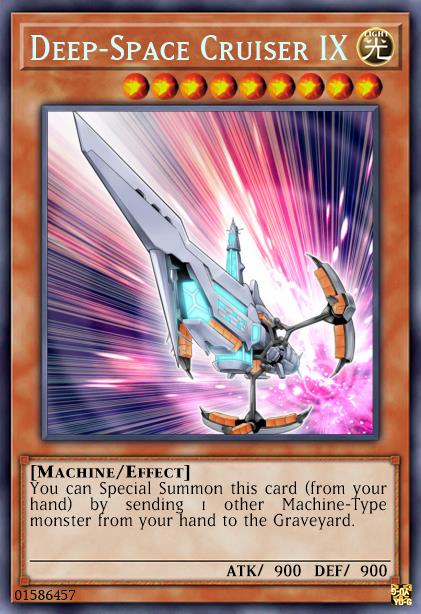 Deep-Space Cruiser IX
LIGHT
光
[Machine/Effect]
You can Special Summon this card (from your
hand) by sending 1 other Machine-Type
monster from your hand to the Graveyard.
ATK/ 900 DEF/ 900
01586457